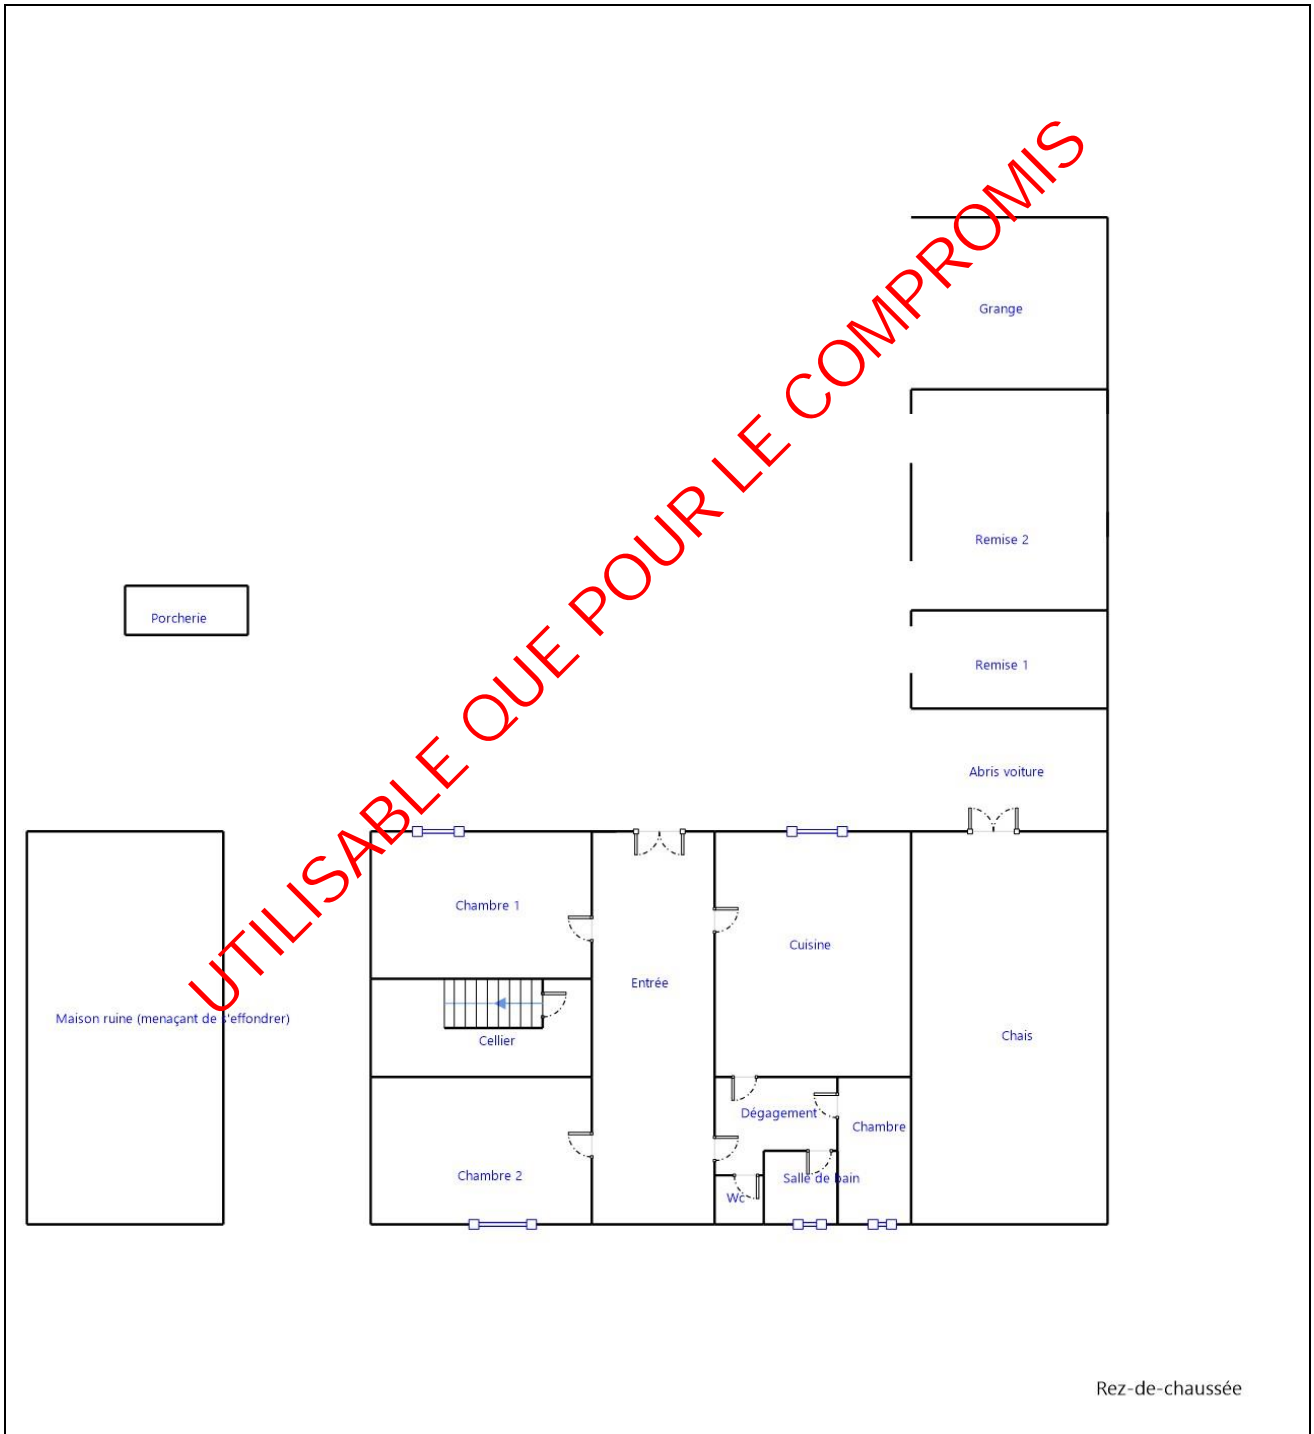 UTILISABLE QUE POUR LE COMPROMIS
Grange
Remise 2
Porcherie
Remise 1
Abris voiture
Chambre 1
Cuisine
Entrée
Maison ruine (menaçant de s'effondrer)
Chais
Cellier
Dégagement
Chambre
Chambre 2
Salle de bain
Wc
Rez-de-chaussée